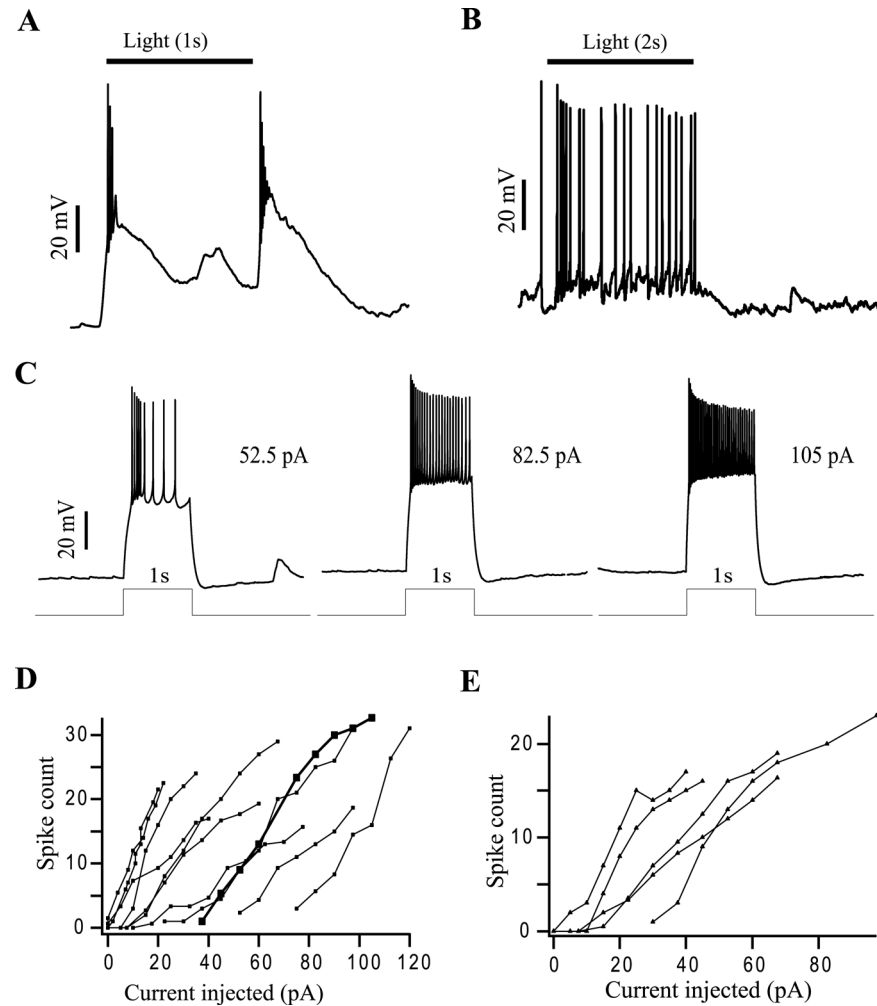 A
Light (1s)
20 mV
B
Light (2s)
20 mV
C
52.5 pA
82.5 pA
105 pA
20 mV
1s
1s
1s
D
Spike count
30
20
10
0
0 20 40 60 80 100 120
Current injected (pA)
E
20
10
0
0 20 40 60 80
Current injected (pA)